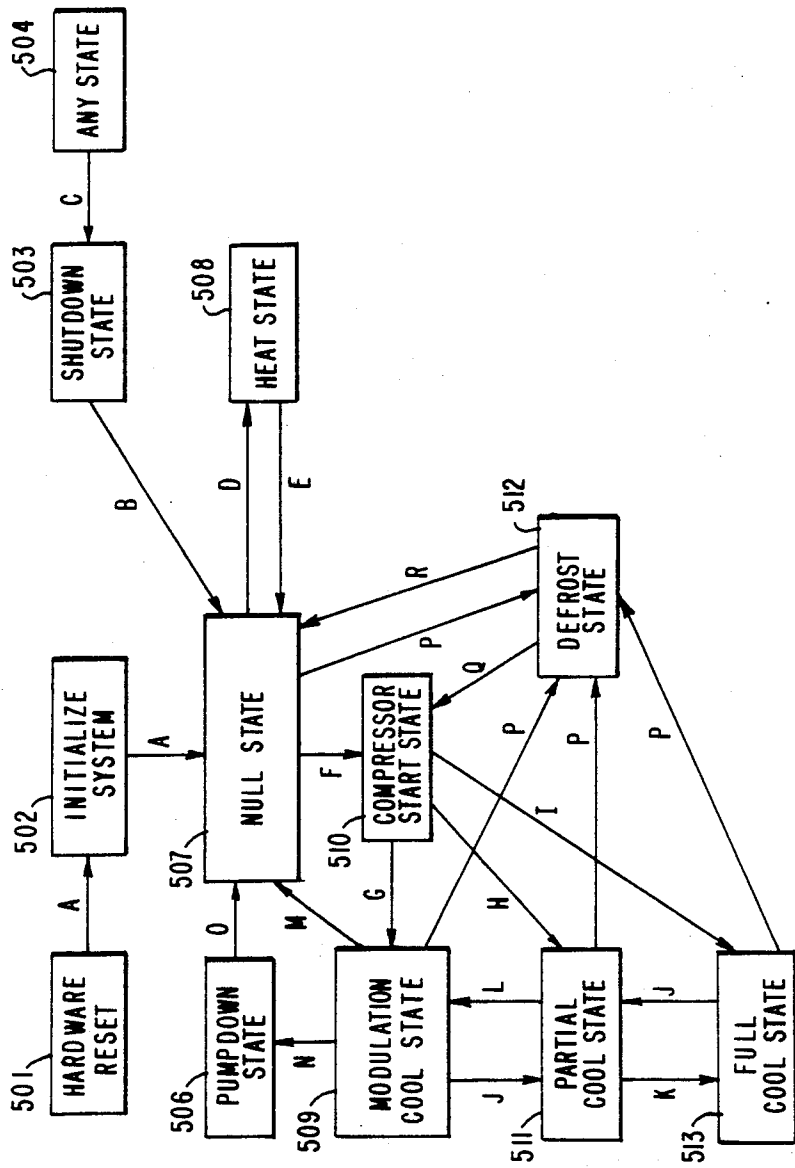 501
HARDWARE
RESET
A
502
INITIALIZE
SYSTEM
A
503
SHUTDOWN
STATE
C
504
ANY STATE
B
506
PUMPDOWN
STATE
O
507
NULL STATE
D
E
508
HEAT STATE
N
M
F
R
P
509
MODULATION
COOL STATE
G
510
COMPRESSOR
START STATE
Q
512
DEFROST
STATE
P
J
L
H
I
P
511
PARTIAL
COOL STATE
P
K
J
513
FULL
COOL STATE